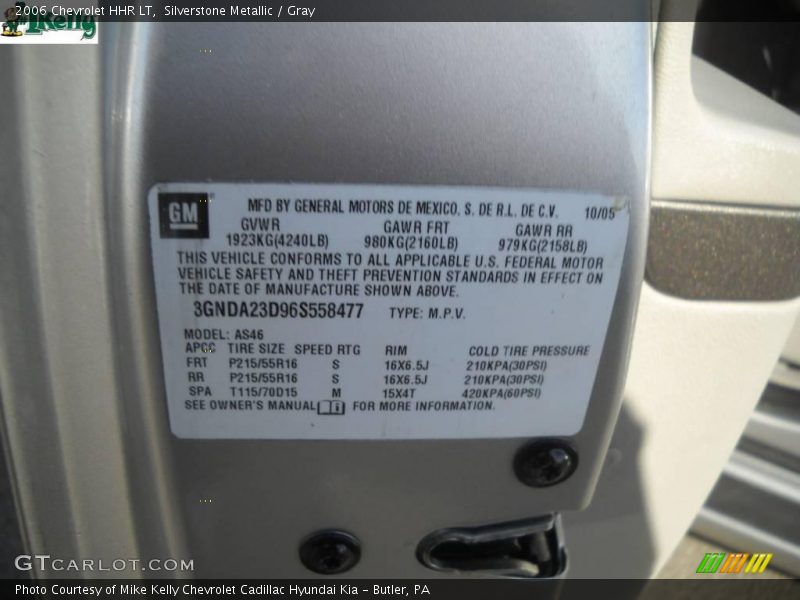 2006 Chevrolet HHR LT,  Silverstone Metallic / Gray
Kelly
GM
MFD BY GENERAL MOTORS DE MEXICO, S. DE R.L. DE C.V. 10/05
GVWR GAWR FRT GAWR RR
1923KG(4240LB) 980KG(2160LB) 979KG(2158LB)
THIS VEHICLE CONFORMS TO ALL APPLICABLE U.S. FEDERAL MOTOR
VEHICLE SAFETY AND THEFT PREVENTION STANDARDS IN EFFECT ON
THE DATE OF MANUFACTURE SHOWN ABOVE.
3GNDA23D96S558477 TYPE: M.P.V.
MODEL: AS46
APCC TIRE SIZE SPEED RTG RIM COLD TIRE PRESSURE
FRT P215/55R16 S 16X6.5J 210KPA(30PSI)
RR P215/55R16 S 16X6.5J 210KPA(30PSI)
SPA T115/70D15 M 15X4T 420KPA(60PSI)
SEE OWNER'S MANUAL FOR MORE INFORMATION.
GTCARLOT.COM
Photo Courtesy of Mike Kelly Chevrolet Cadillac Hyundai Kia - Butler, PA